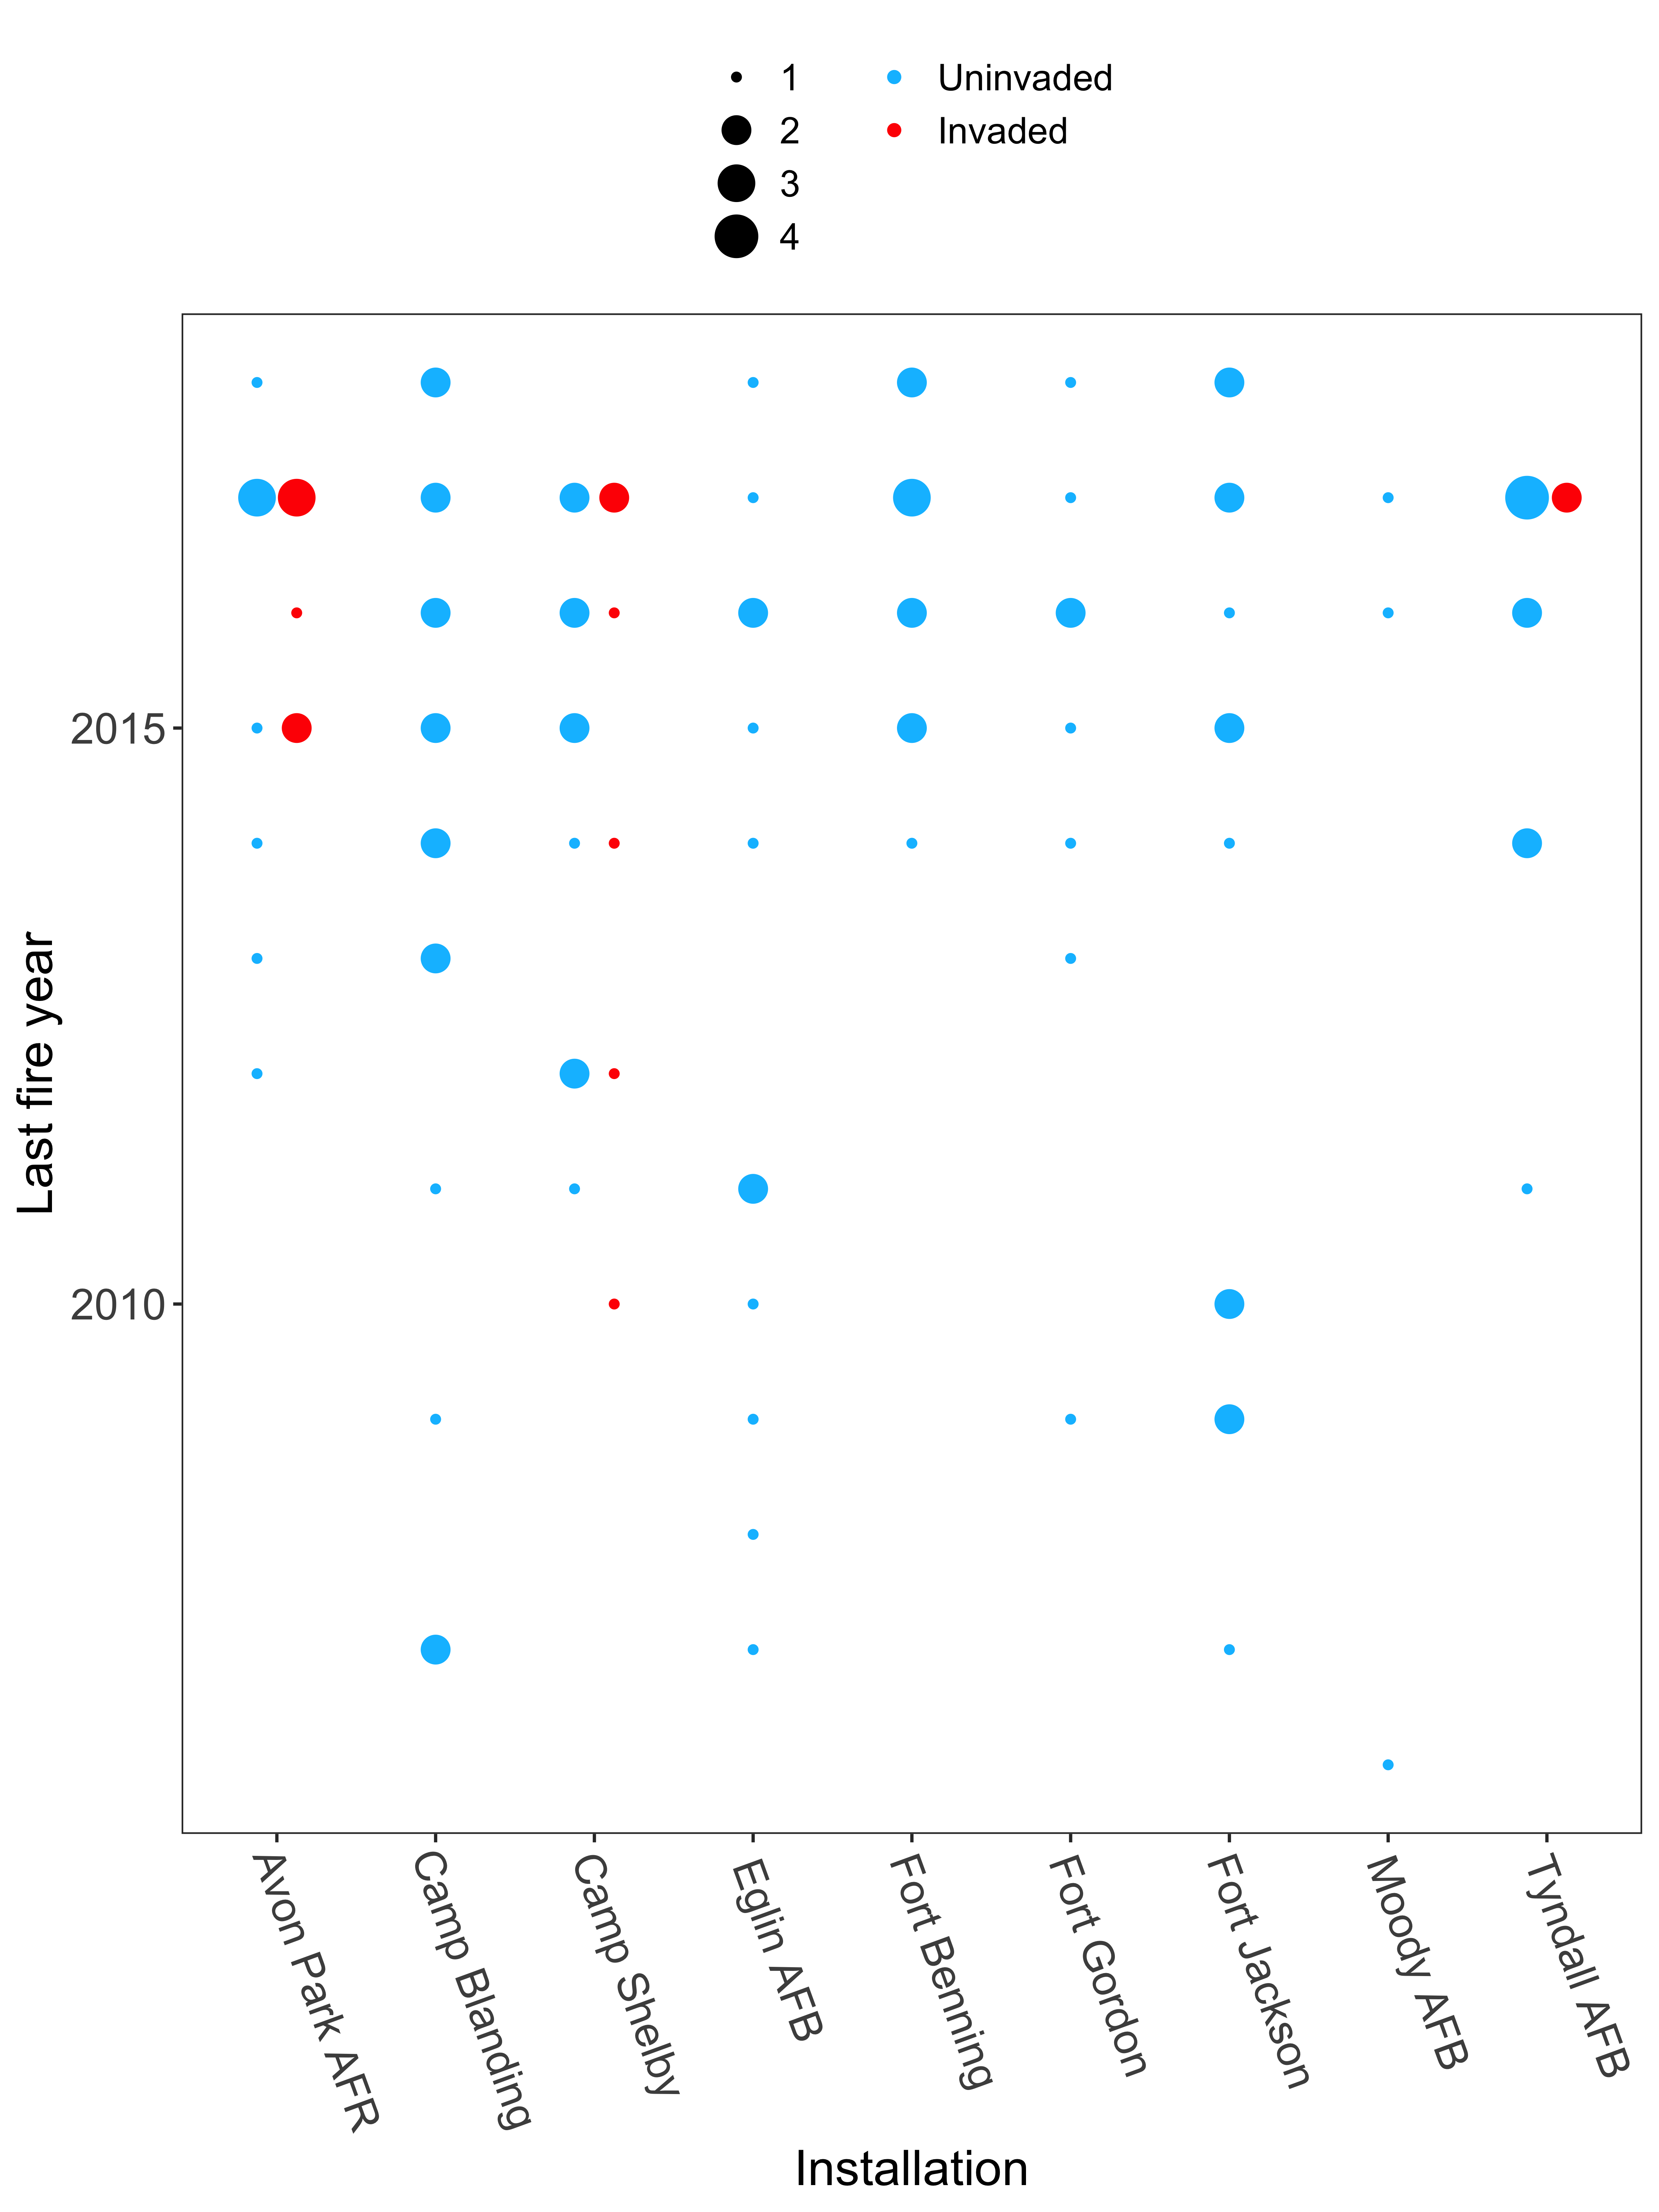 1
2
3
4
Uninvaded
Invaded
Last fire year
2015
2010
Avon Park AFR
Camp Blanding
Camp Shelby
Eglin AFB
Fort Benning
Fort Gordon
Fort Jackson
Moody AFB
Tyndall AFB
Installation